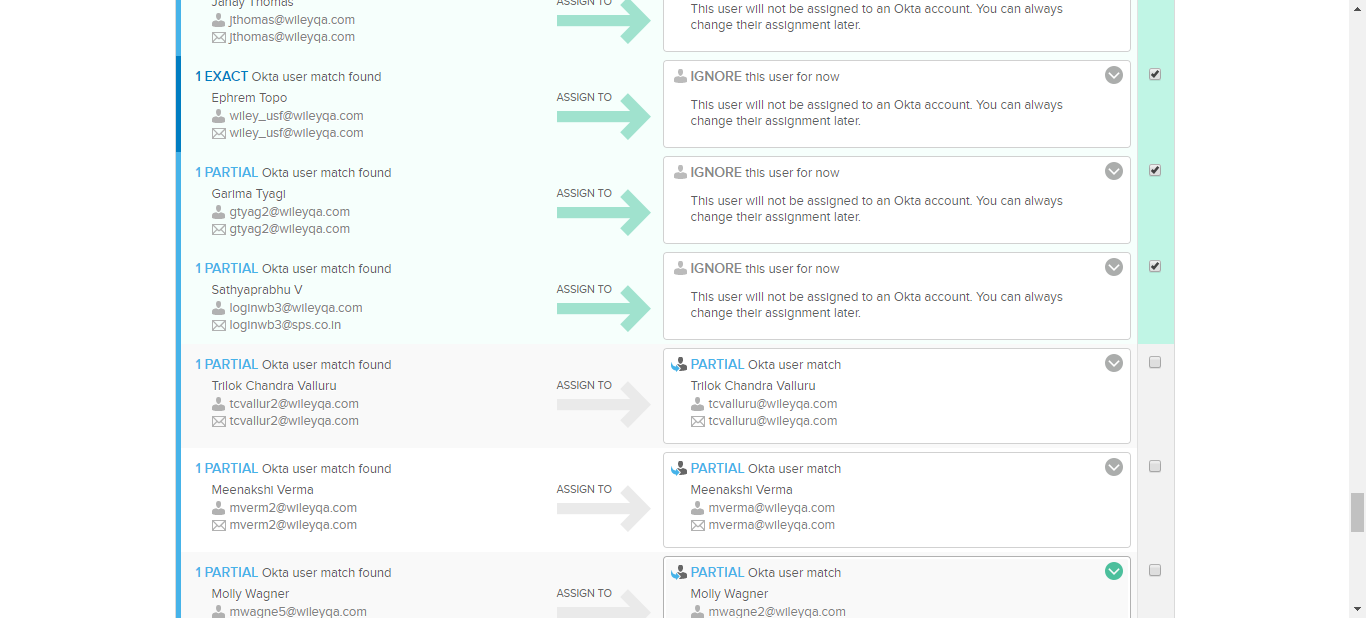 Janay Thomas
jthomas@wileyqa.com
jthomas@wileyqa.com
ASSIGN TO
This user will not be assigned to an Okta account. You can always
change their assignment later.
1 EXACT Okta user match found
Ephrem Topo
wiley_usf@wileyqa.com
wiley_usf@wileyqa.com
ASSIGN TO
IGNORE this user for now
This user will not be assigned to an Okta account. You can always
change their assignment later.
1 PARTIAL Okta user match found
Garima Tyagi
gtyag2@wileyqa.com
gtyag2@wileyqa.com
ASSIGN TO
IGNORE this user for now
This user will not be assigned to an Okta account. You can always
change their assignment later.
1 PARTIAL Okta user match found
Sathyaprabhu V
loginwb3@wileyqa.com
loginwb3@sps.co.in
ASSIGN TO
IGNORE this user for now
This user will not be assigned to an Okta account. You can always
change their assignment later.
1 PARTIAL Okta user match found
Trilok Chandra Valluru
tcvallur2@wileyqa.com
tcvallur2@wileyqa.com
ASSIGN TO
PARTIAL Okta user match
Trilok Chandra Valluru
tcvalluru@wileyqa.com
tcvalluru@wileyqa.com
1 PARTIAL Okta user match found
Meenakshi Verma
mverm2@wileyqa.com
mverm2@wileyqa.com
ASSIGN TO
PARTIAL Okta user match
Meenakshi Verma
mverma@wileyqa.com
mverma@wileyqa.com
1 PARTIAL Okta user match found
Molly Wagner
mwagne5@wileyqa.com
ASSIGN TO
PARTIAL Okta user match
Molly Wagner
mwagne2@wileyqa.com